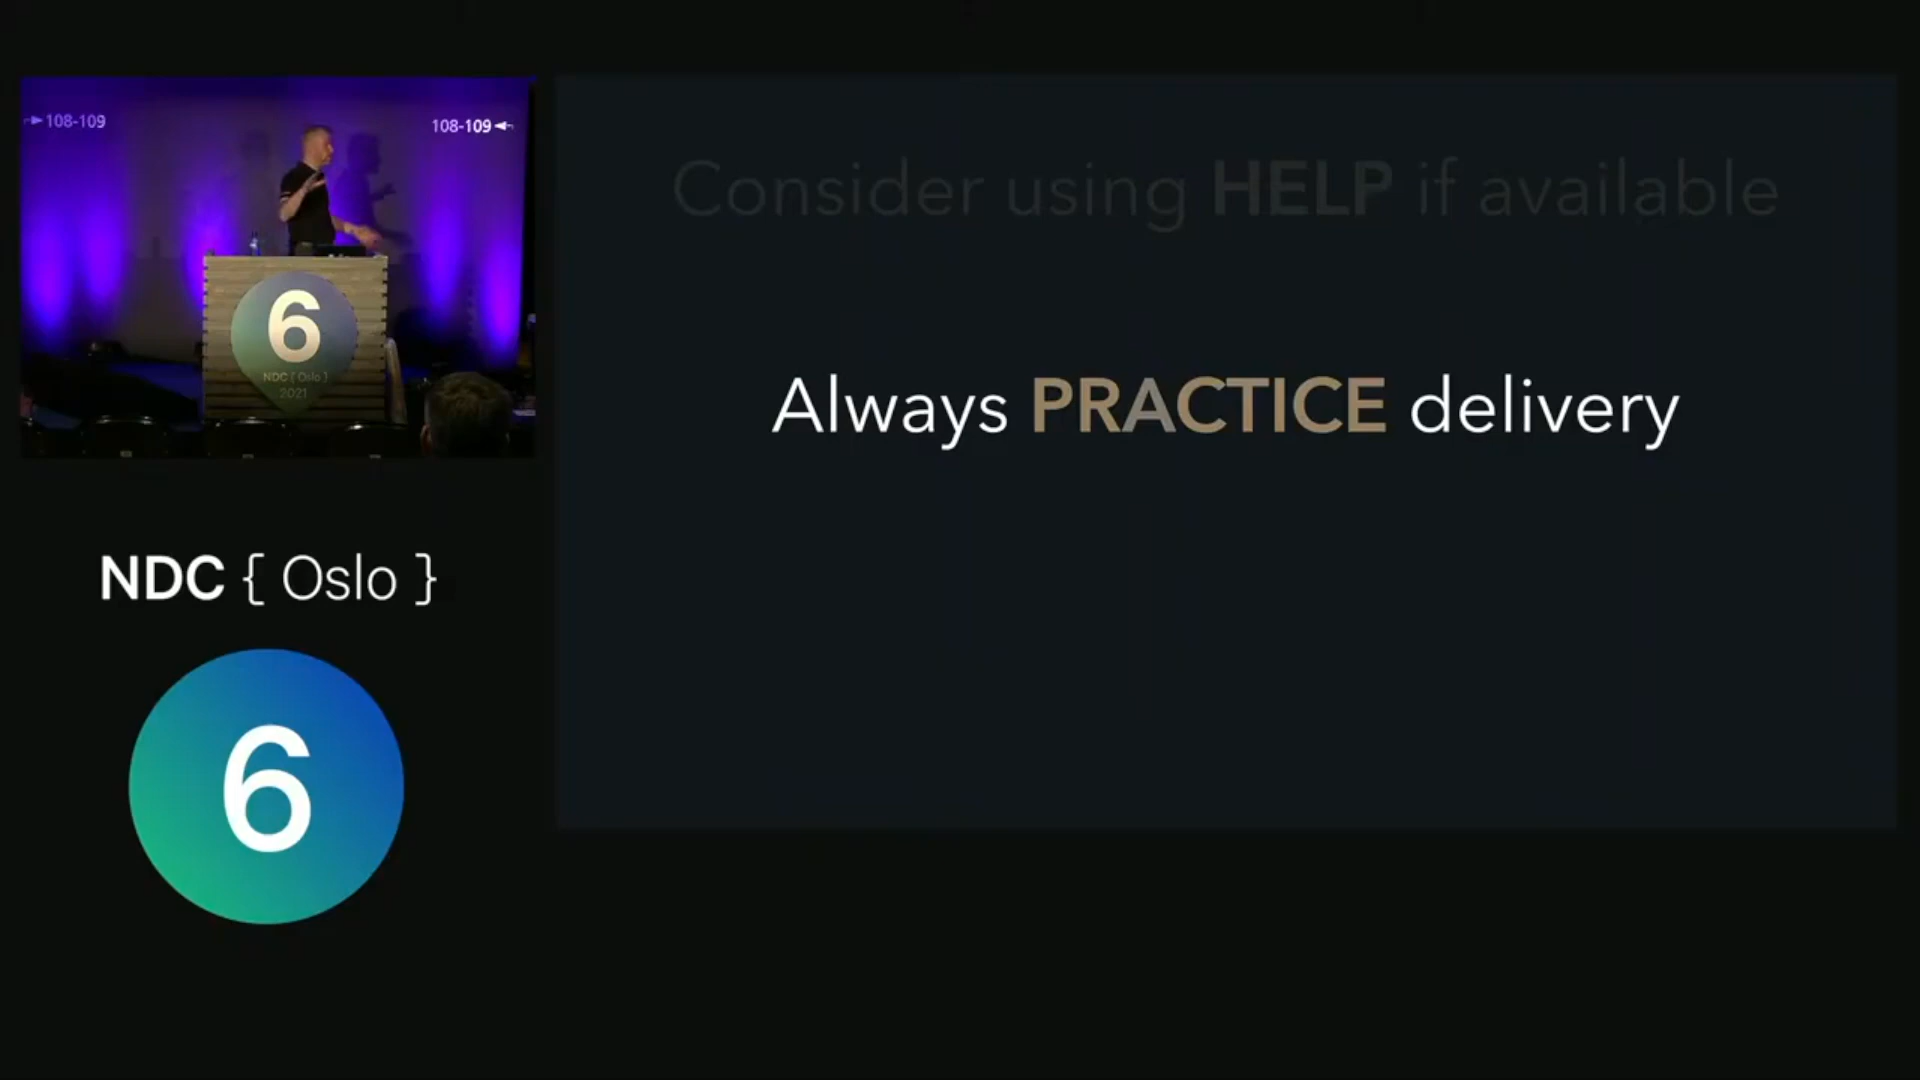 108-109
108-109
6
NDC { Oslo }
2021
Consider using HELP if available
Always PRACTICE delivery
NDC { Oslo }
6